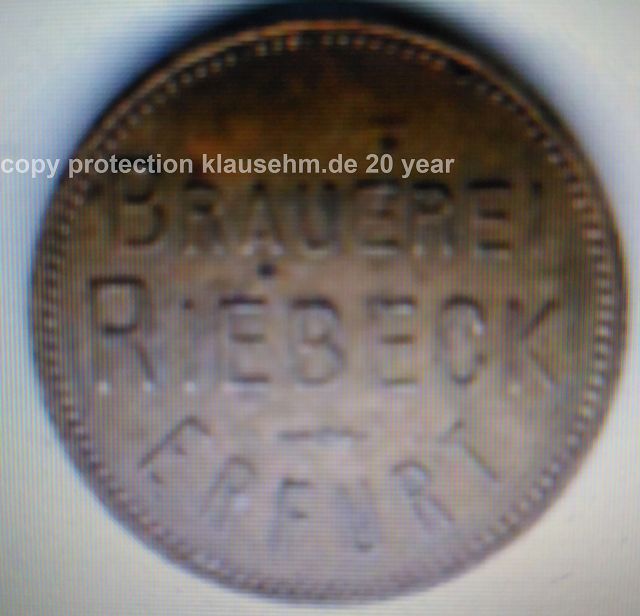 copy protection klausehm.de 20 year
BRAUEREI
RIEBECK
ERFURT